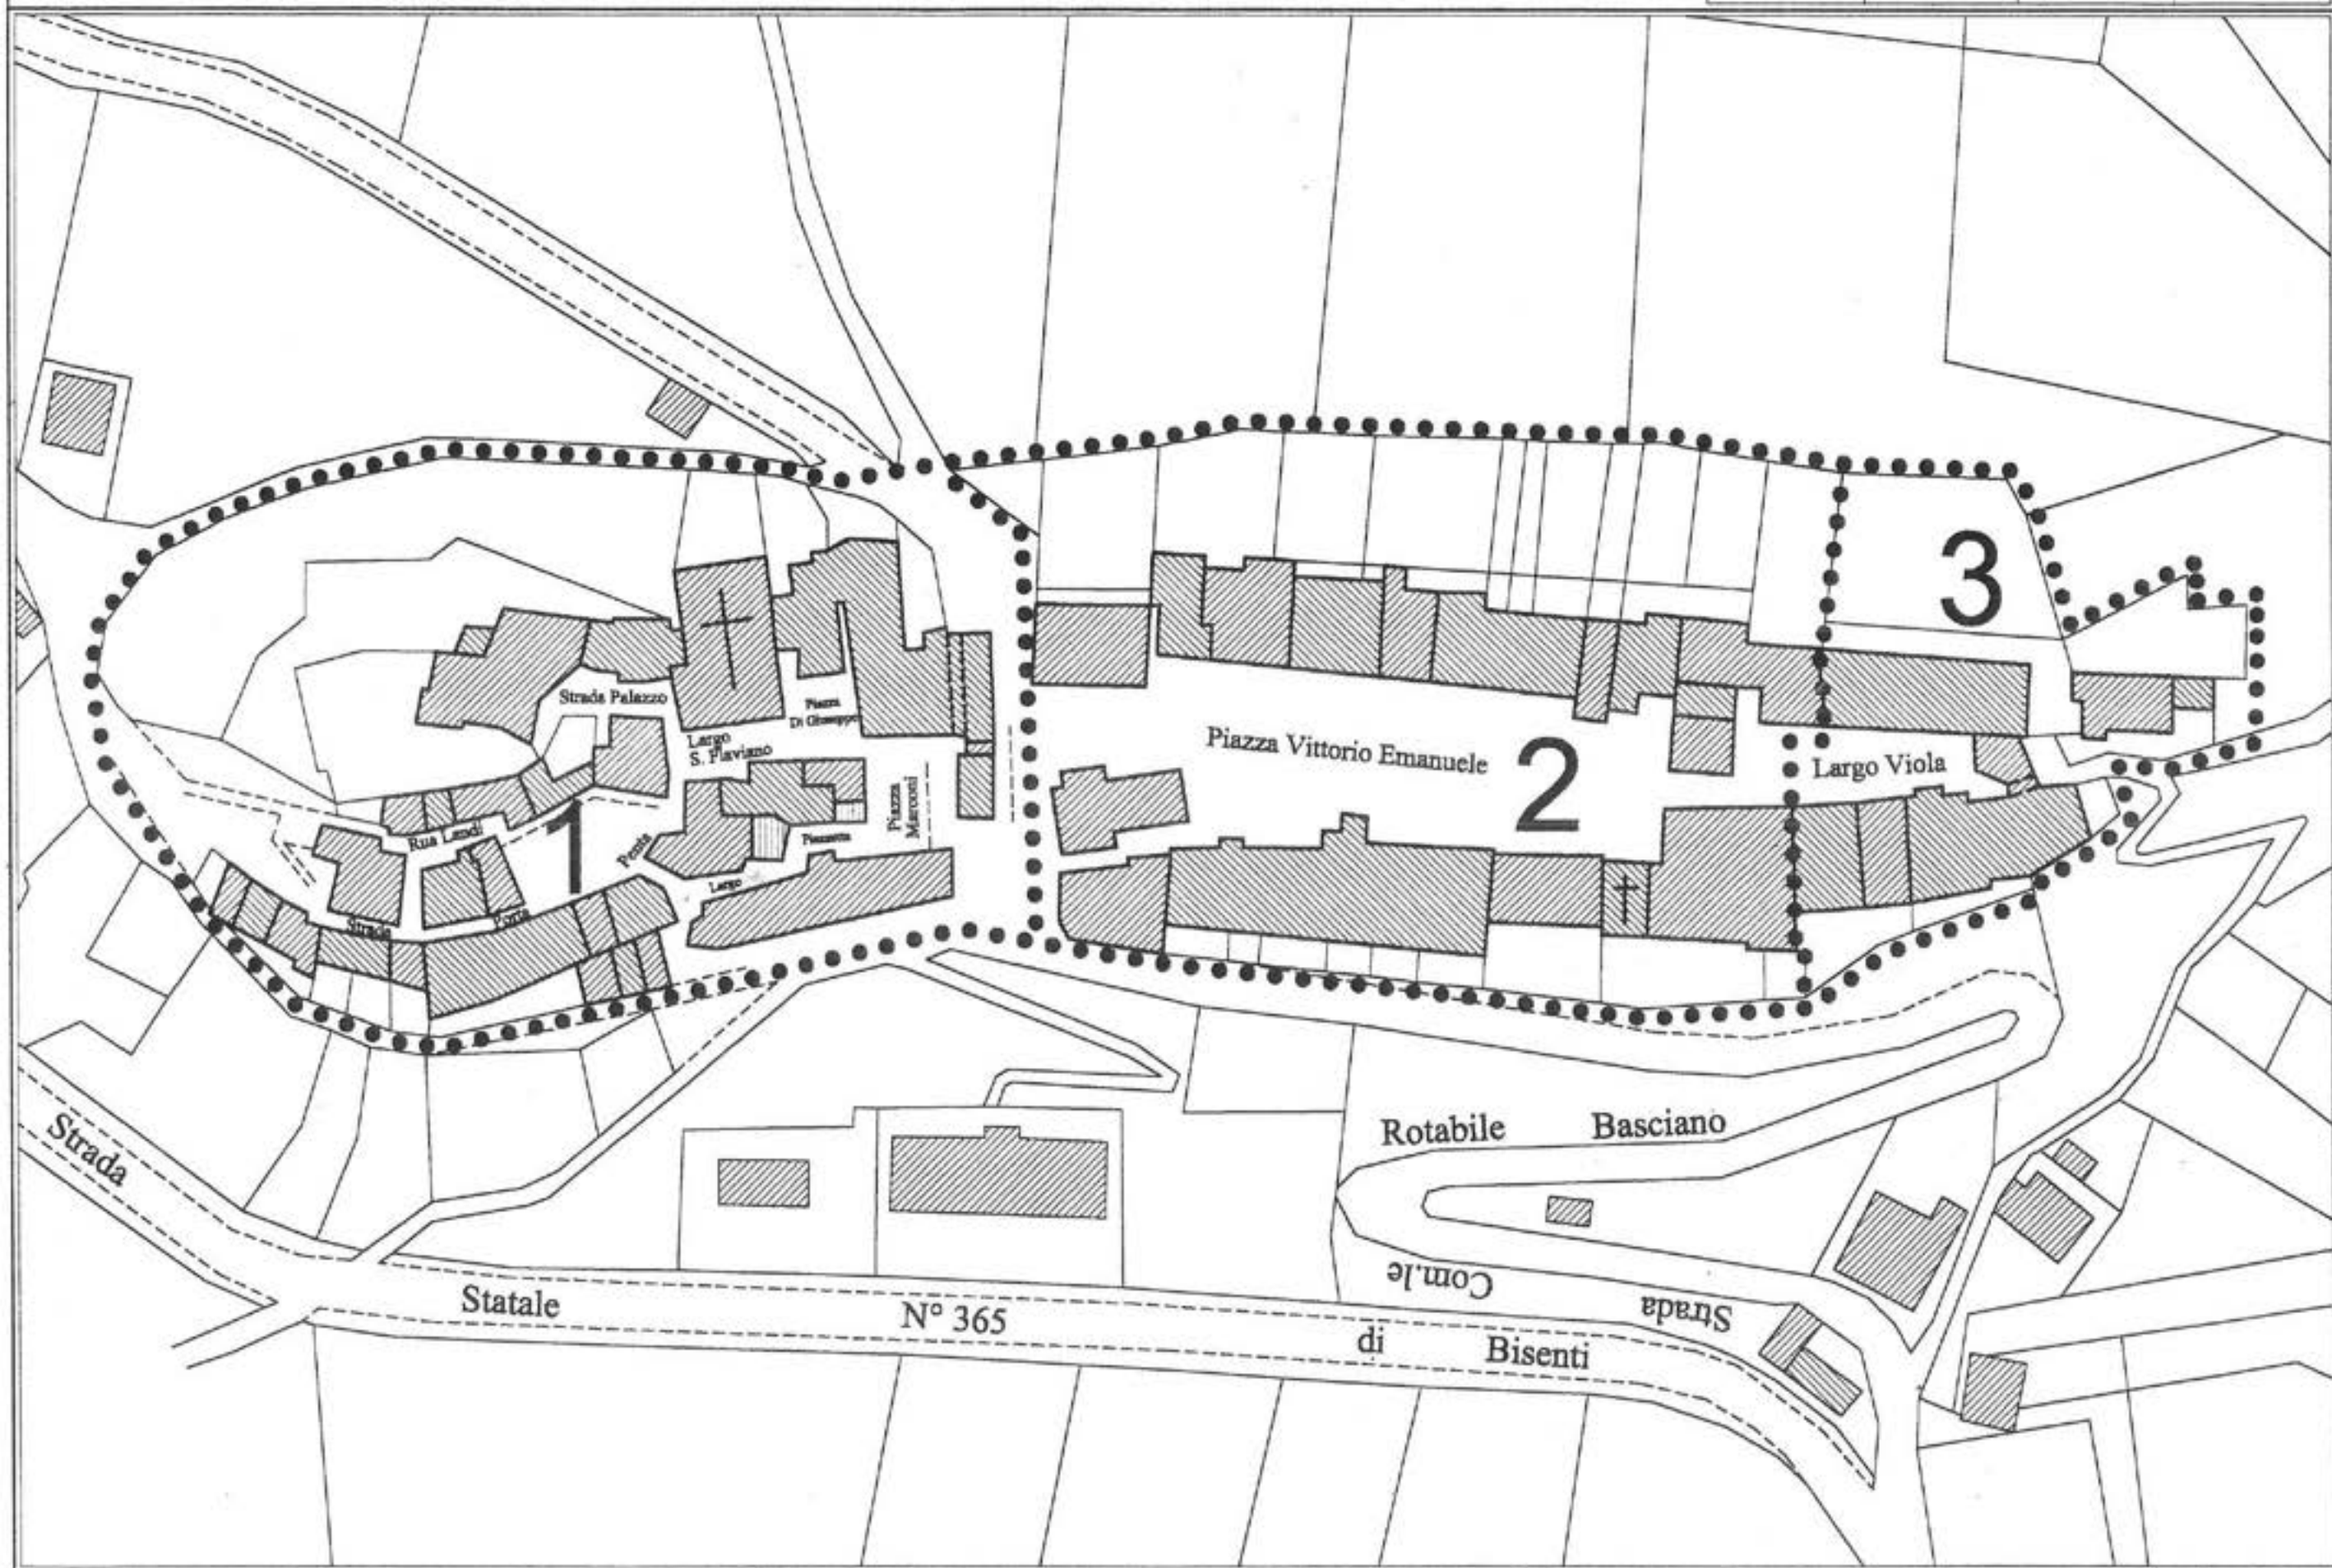 3
Strada Palazzo
Piazza
Di Giuseppe
Largo
S. Flaviano
Piazza Vittorio Emanuele
2
Largo Viola
Piazza
Marconi
Rua Landi
1
Penta
Piazzetta
Largo
Strada
Porta
Rotabile Basciano
Strada
Com.le
Strada
Statale
N° 365
di
Bisenti